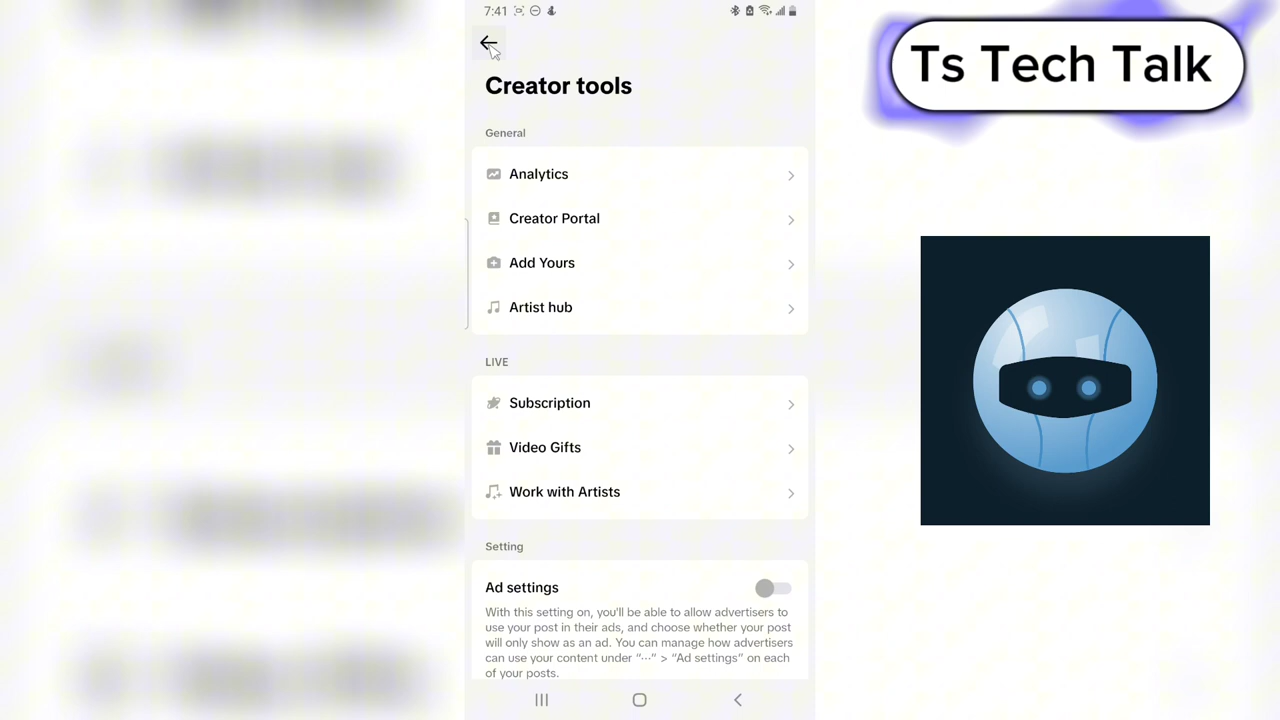 7:41
Ts Tech Talk
Creator tools
General
Analytics
Creator Portal
Add Yours
Artist hub
LIVE
Subscription
Video Gifts
Work with Artists
Setting
Ad settings
With this setting on, you'll be able to allow advertisers to
use your post in their ads, and choose whether your post
will only show as an ad. You can manage how advertisers
can use your content under “···” > “Ad settings” on each
of your posts.